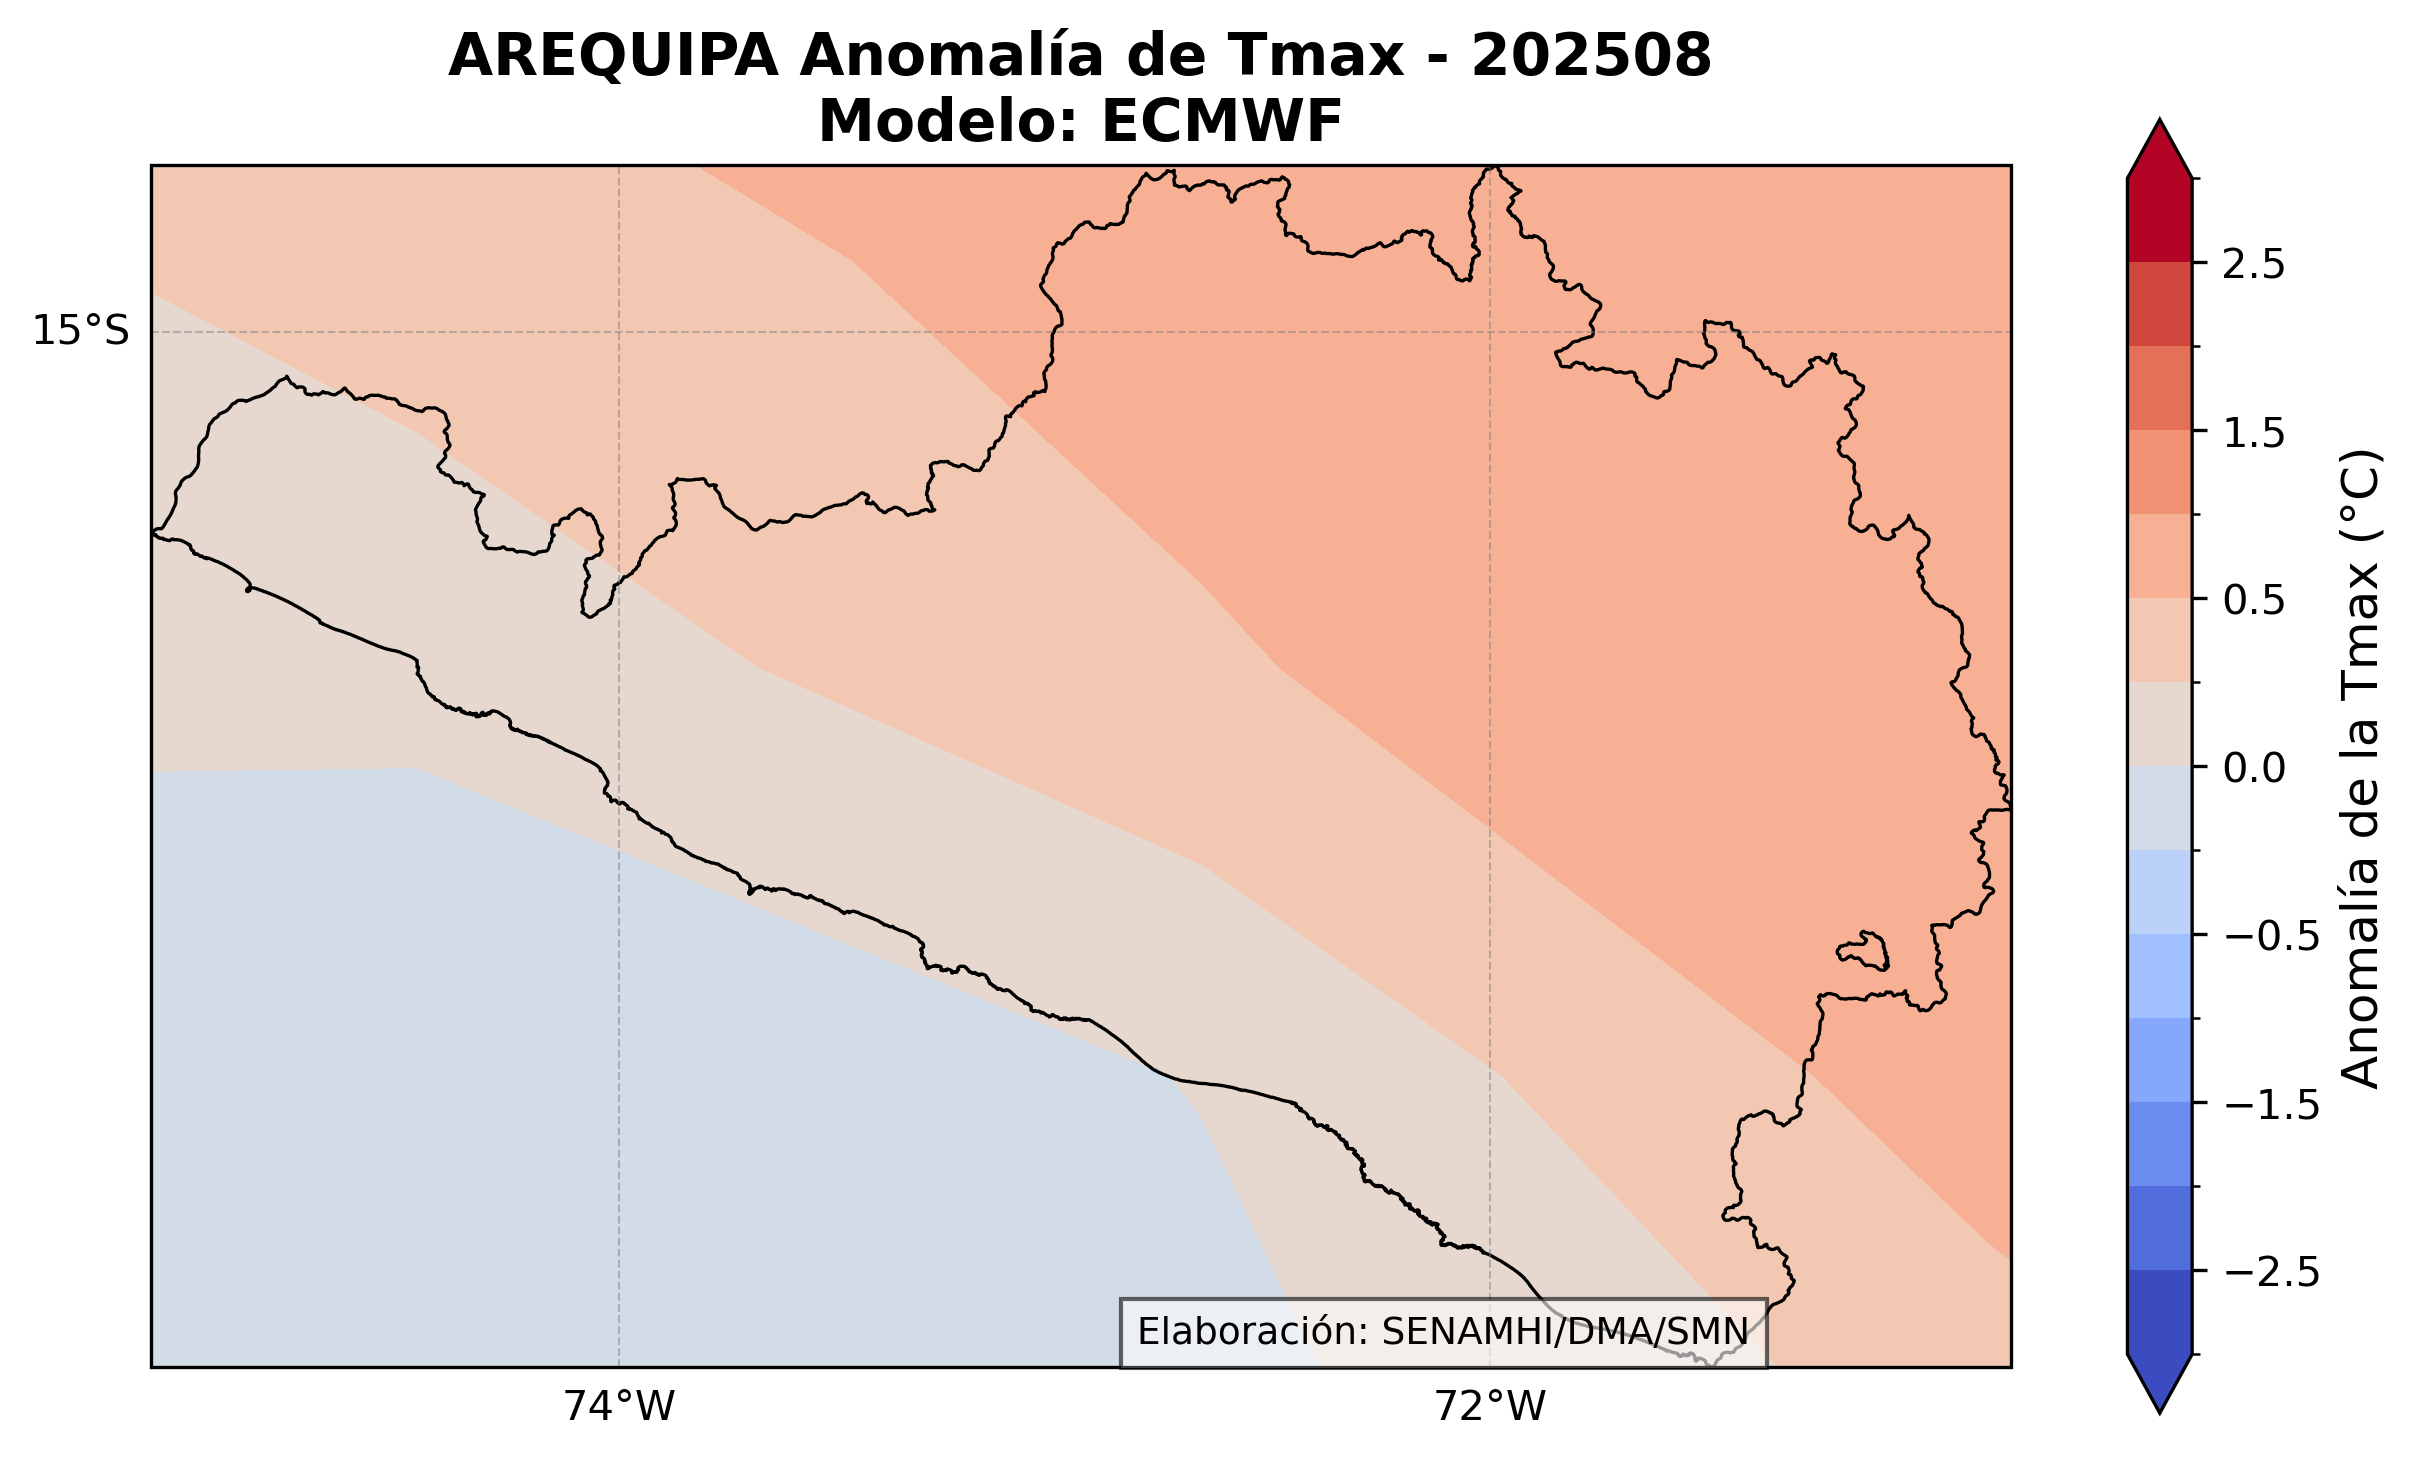 AREQUIPA Anomalía de Tmax - 202508
Modelo: ECMWF
15°S
74°W
72°W
Elaboración: SENAMHI/DMA/SMN
2.5
1.5
0.5
0.0
−0.5
−1.5
−2.5
Anomalía de la Tmax (°C)